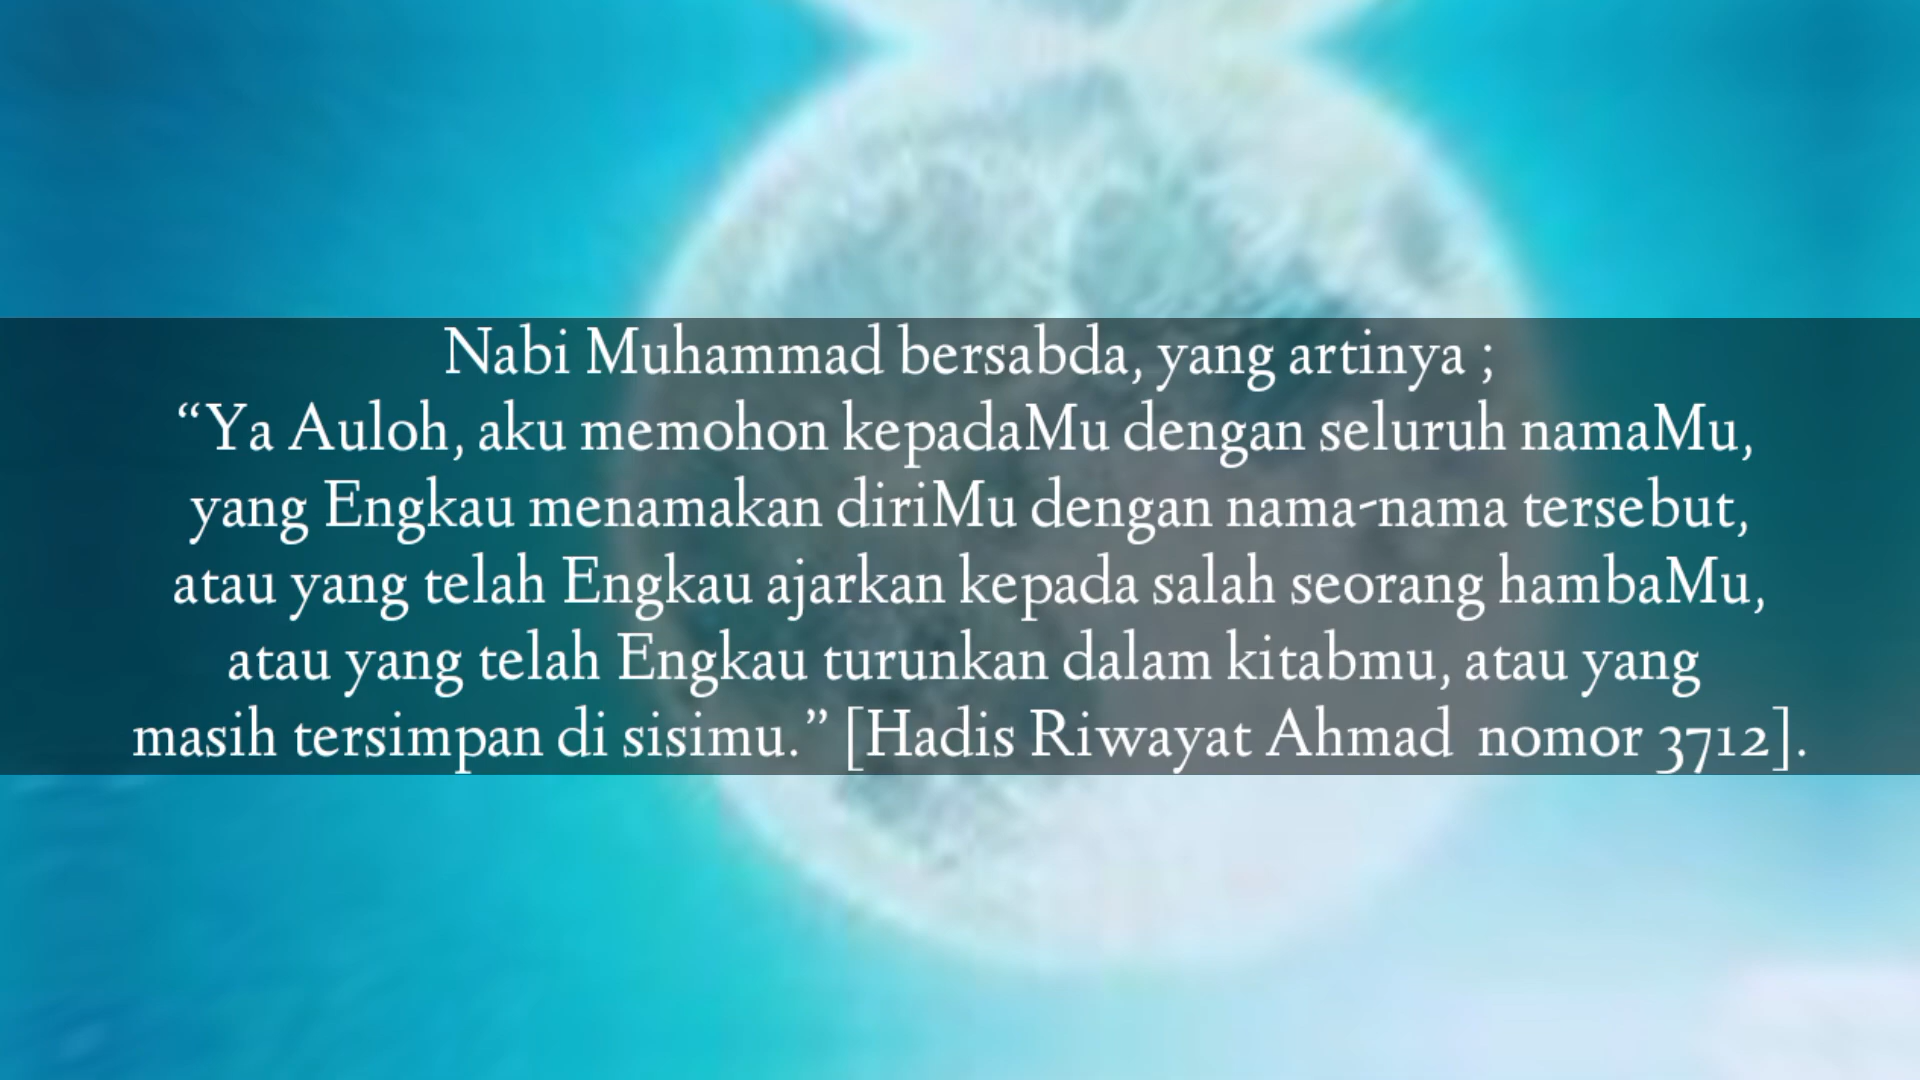 Nabi Muhammad bersabda, yang artinya ;
“Ya Auloh, aku memohon kepadaMu dengan seluruh namaMu,
yang Engkau menamakan diriMu dengan nama-nama tersebut,
atau yang telah Engkau ajarkan kepada salah seorang hambaMu,
atau yang telah Engkau turunkan dalam kitabmu, atau yang
masih tersimpan di sisimu.” [Hadis Riwayat Ahmad  nomor 3712].